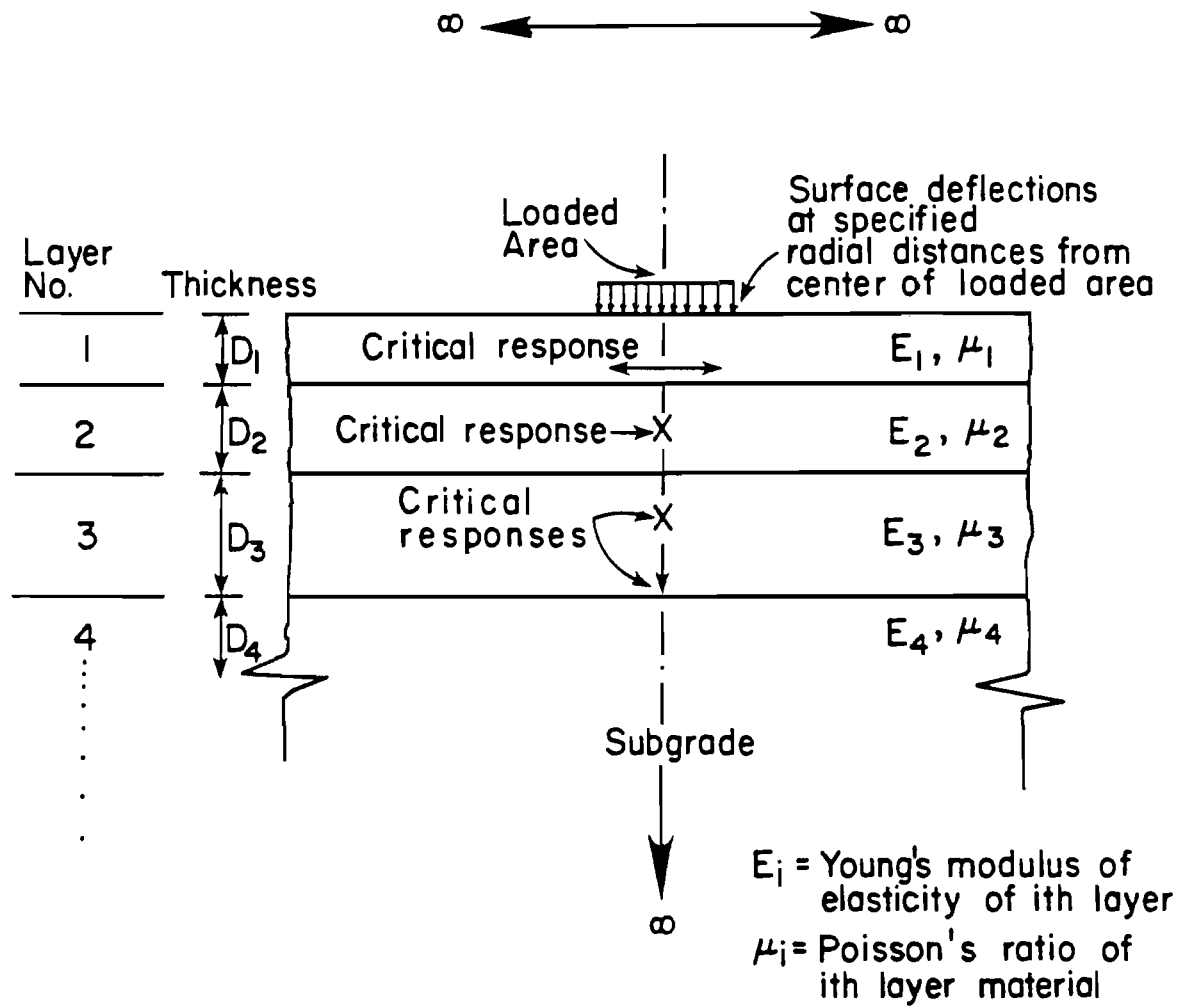 ∞ ∞
Loaded
Area
Surface deflections
at specified
radial distances from
center of loaded area
Layer
No.
Thickness
1
D1
Critical response
E1, μ1
2
D2
Critical response
X
E2, μ2
3
D3
Critical
responses
X
E3, μ3
4
D4
E4, μ4
Subgrade
∞
Ei = Young's modulus of
elasticity of ith layer
μi = Poisson's ratio of
ith layer material